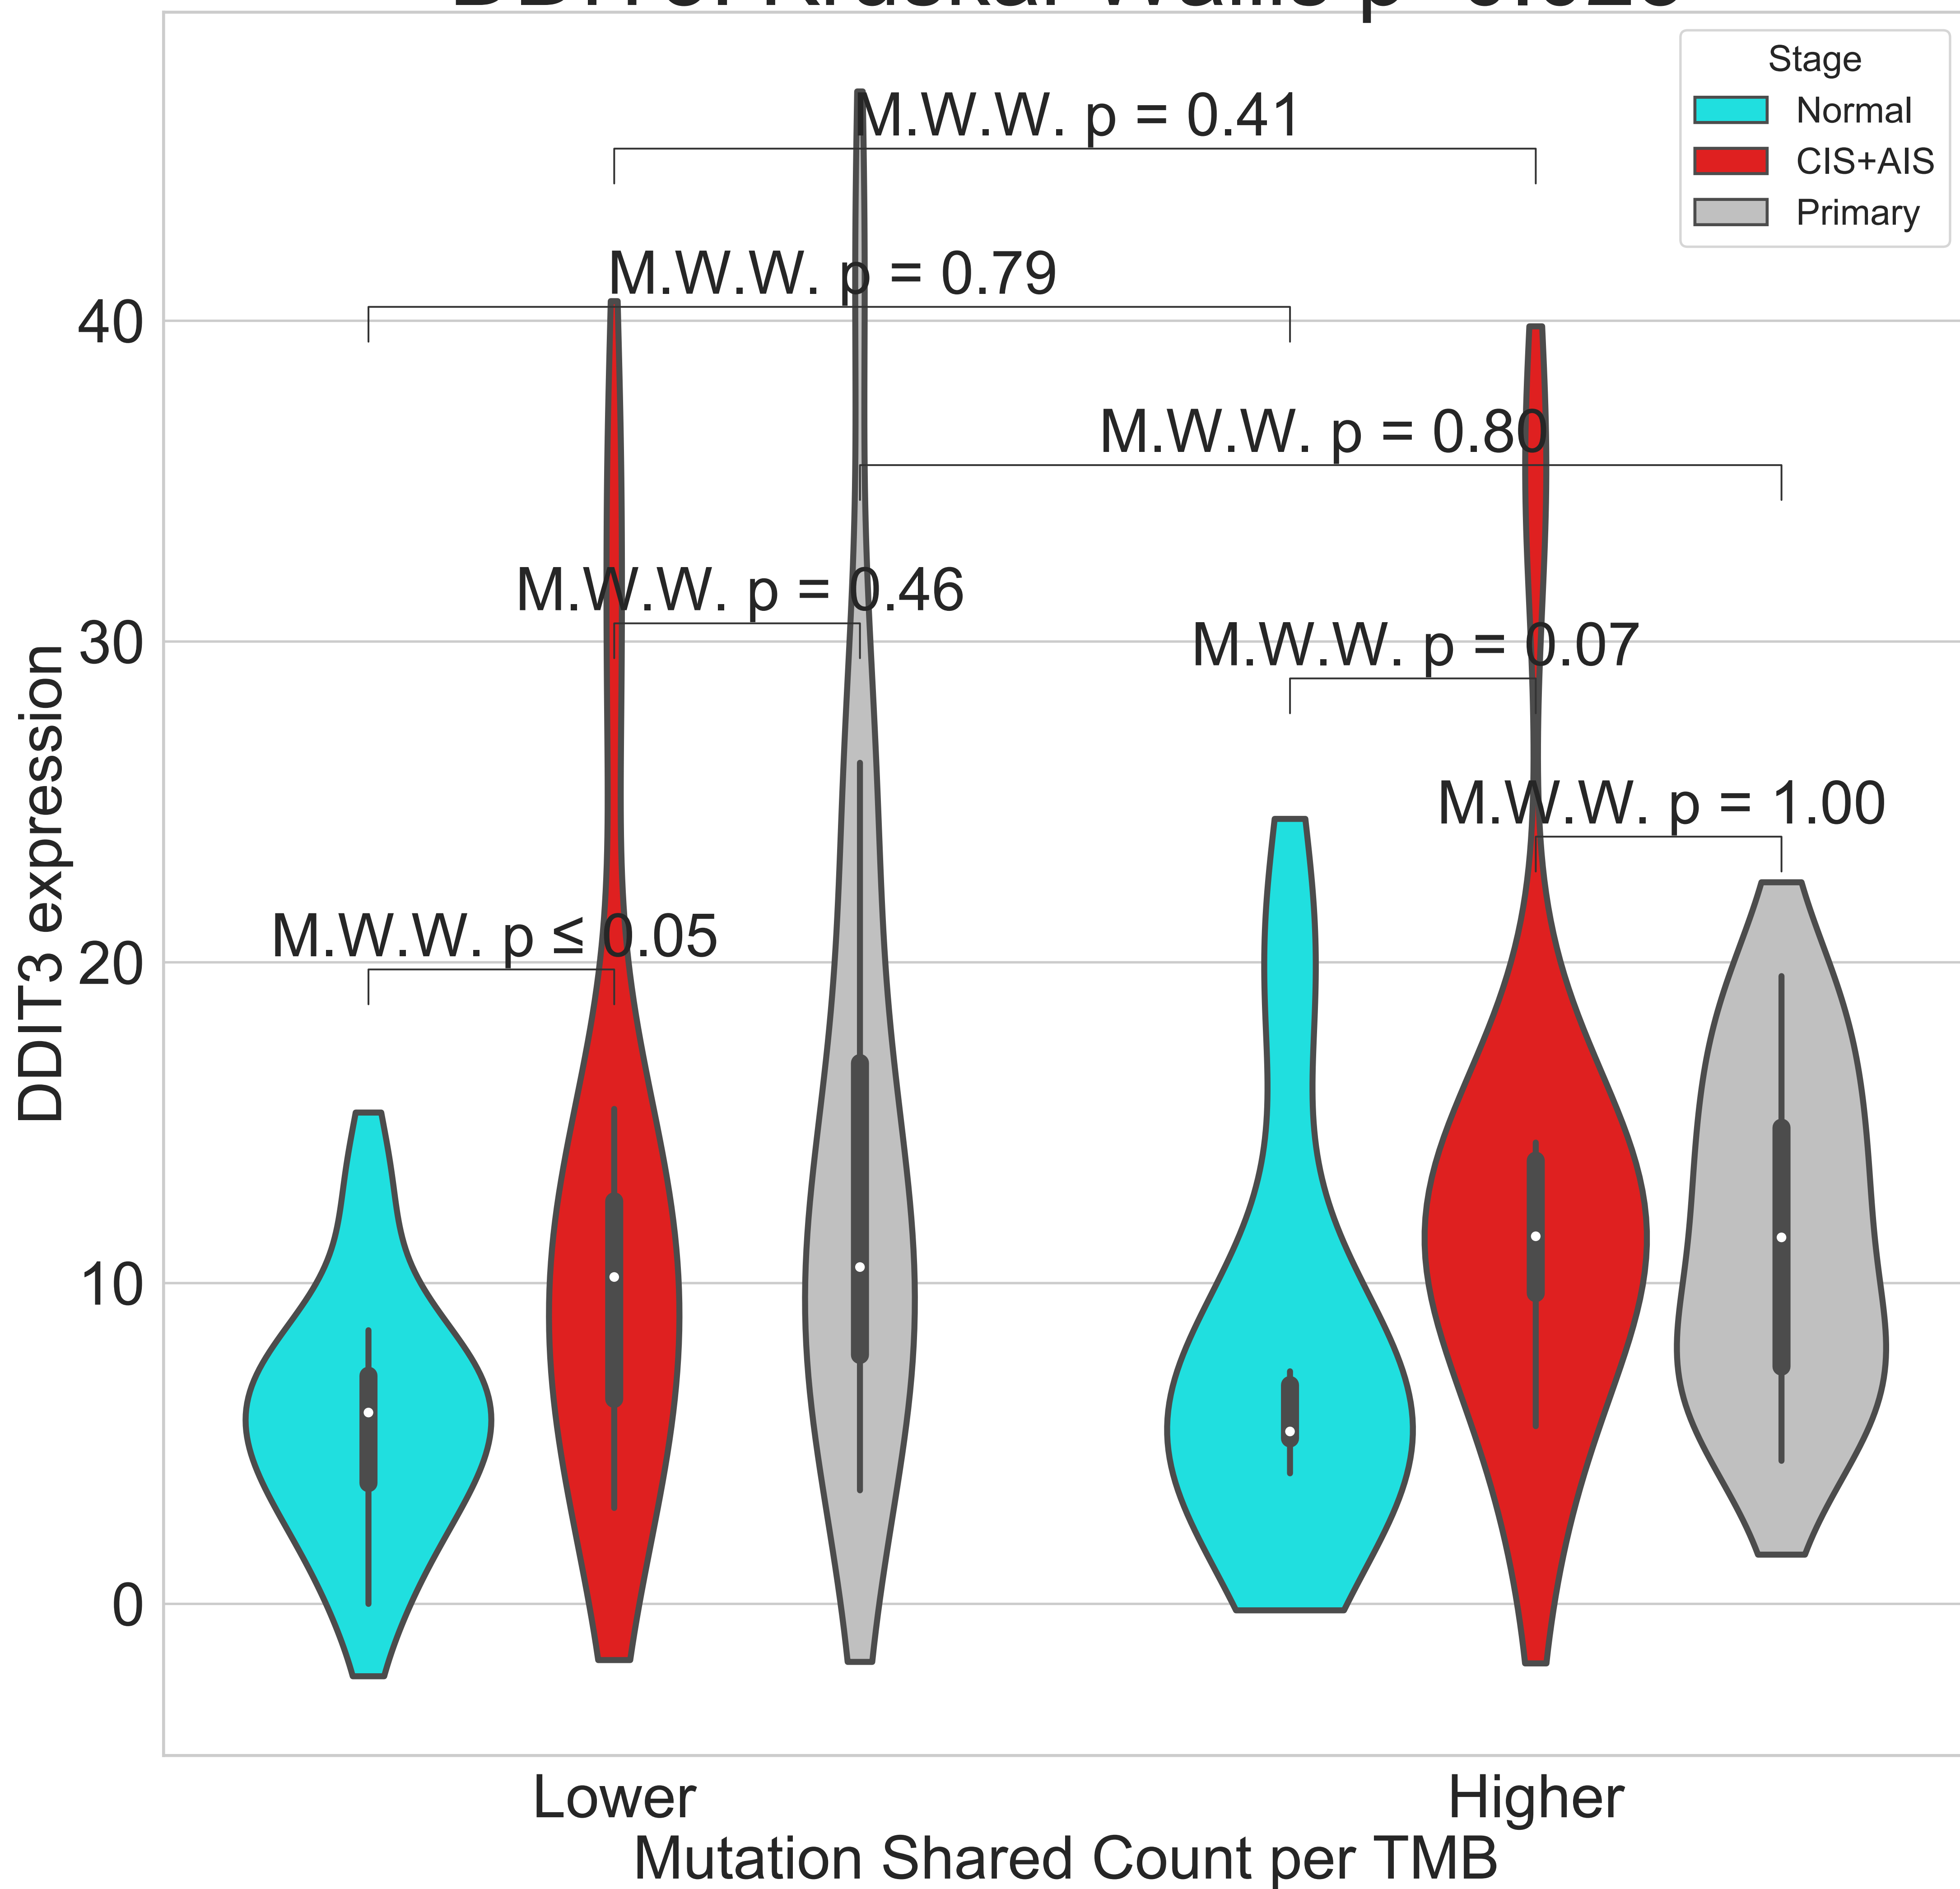 Stage
Normal
CIS+AIS
Primary
M.W.W. p = 0.41
M.W.W. p = 0.79
40
M.W.W. p = 0.80
M.W.W. p = 0.46
30
M.W.W. p = 0.07
M.W.W. p = 1.00
M.W.W. p ≤ 0.05
20
10
0
DDIT3 expression
Lower
Higher
Mutation Shared Count per TMB